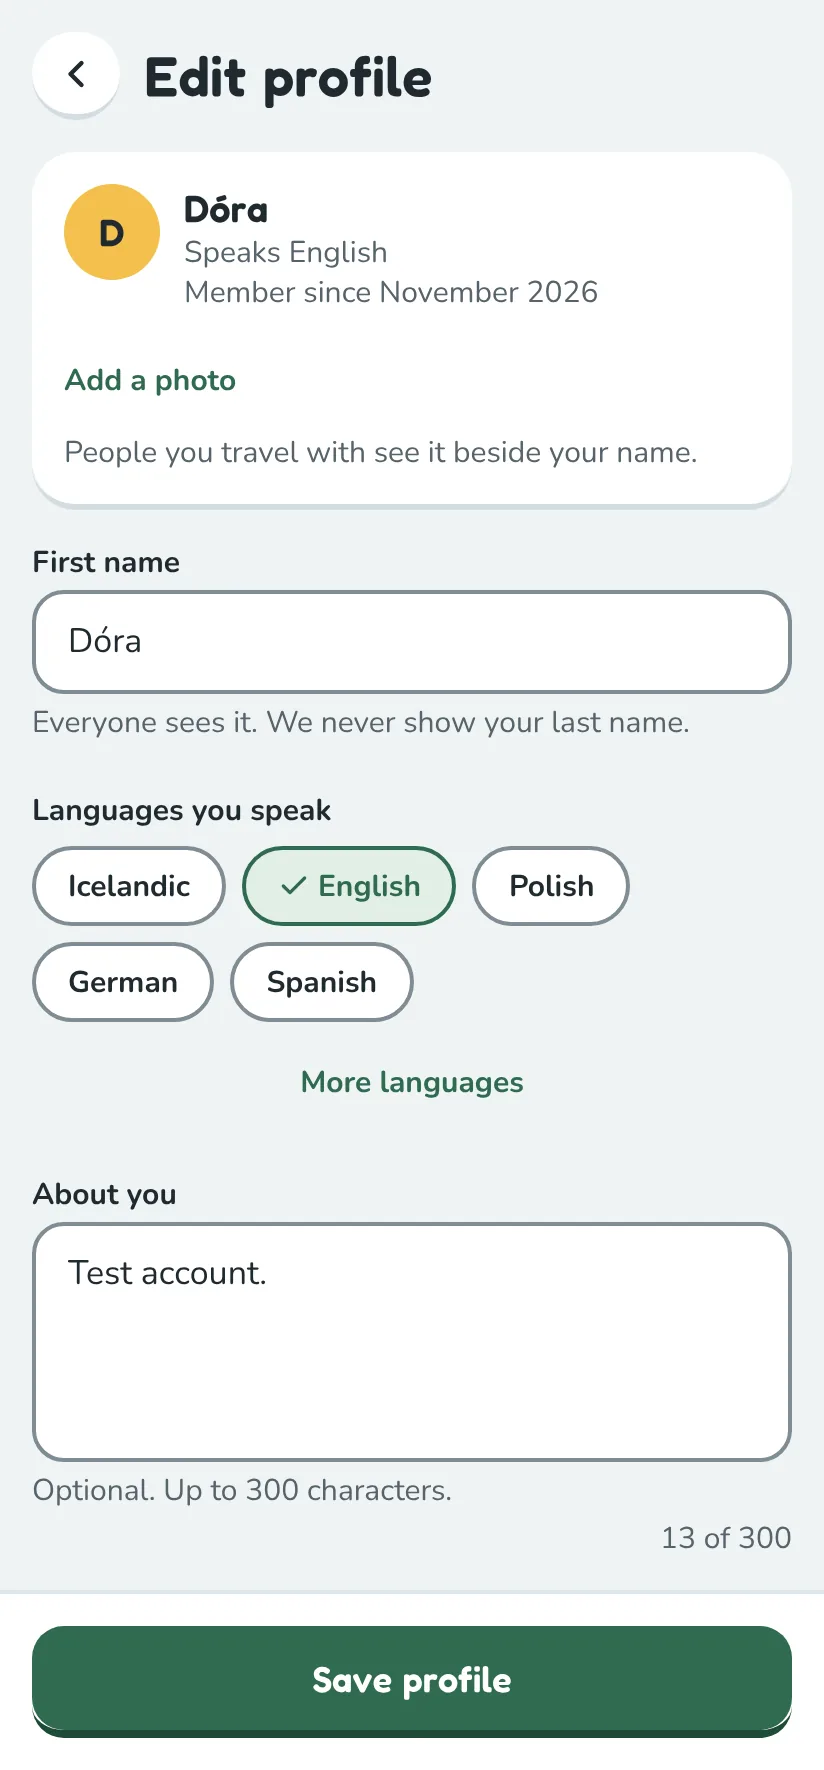 Edit profile
D
Dóra
Speaks English
Member since November 2026
Add a photo
People you travel with see it beside your name.
First name
Dóra
Everyone sees it. We never show your last name.
Languages you speak
Icelandic
English
Polish
German
Spanish
More languages
About you
Test account.
Optional. Up to 300 characters.
13 of 300
Save profile